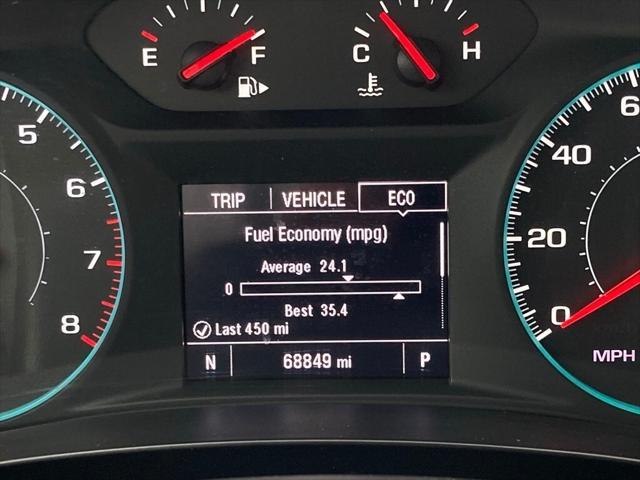 E F
C H
5
6
7
8
TRIP VEHICLE ECO
Fuel Economy (mpg)
Average 24.1
0
Best 35.4
Last 450 mi
N 68849 mi P
6
40
20
0
MPH